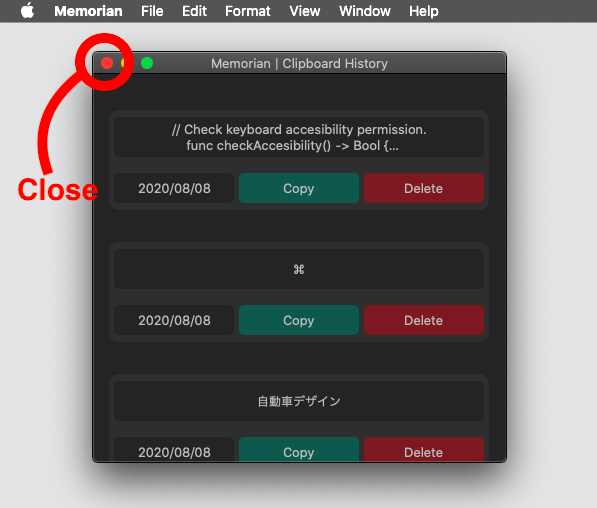 Memorian File Edit Format View Window Help
Memorian | Clipboard History
// Check keyboard accesibility permission.
func checkAccesibility() -> Bool {...
2020/08/08 Copy Delete
Close
⌘
2020/08/08 Copy Delete
自動車デザイン
2020/08/08 Copy Delete